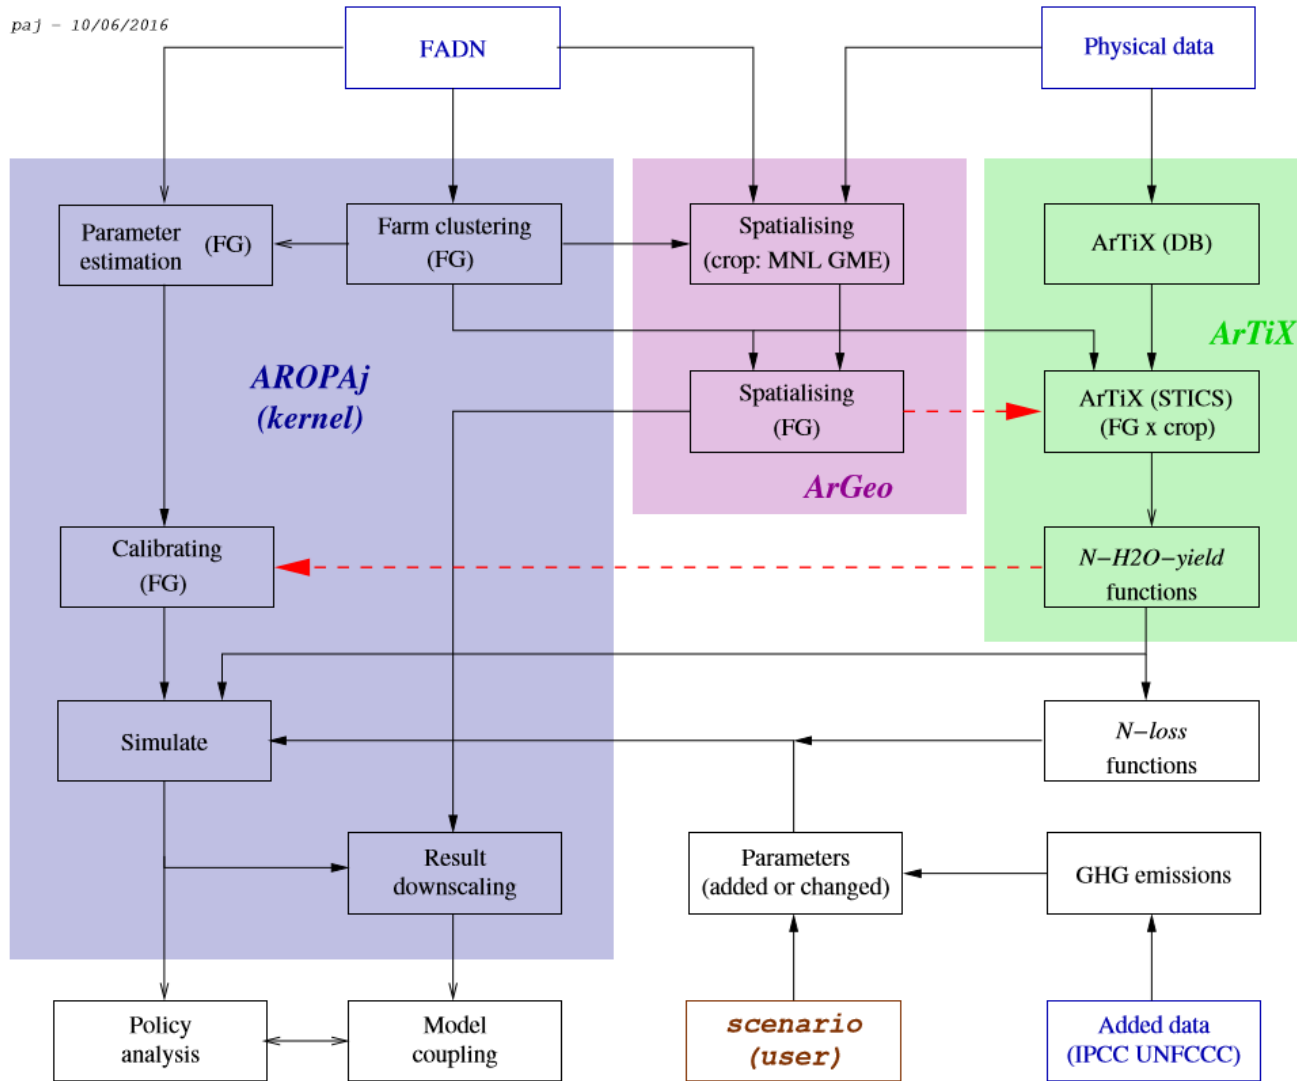 paj - 10/06/2016
FADN
Physical data
Parameter
estimation
(FG)
Farm clustering
(FG)
Spatialising
(crop: MNL GME)
ArTiX (DB)
ArTiX
AROPAj
(kernel)
Spatialising
(FG)
ArTiX (STICS)
(FG x crop)
ArGeo
Calibrating
(FG)
N-H2O-yield
functions
Simulate
N-loss
functions
Result
downscaling
Parameters
(added or changed)
GHG emissions
Policy
analysis
Model
coupling
scenario
(user)
Added data
(IPCC UNFCCC)